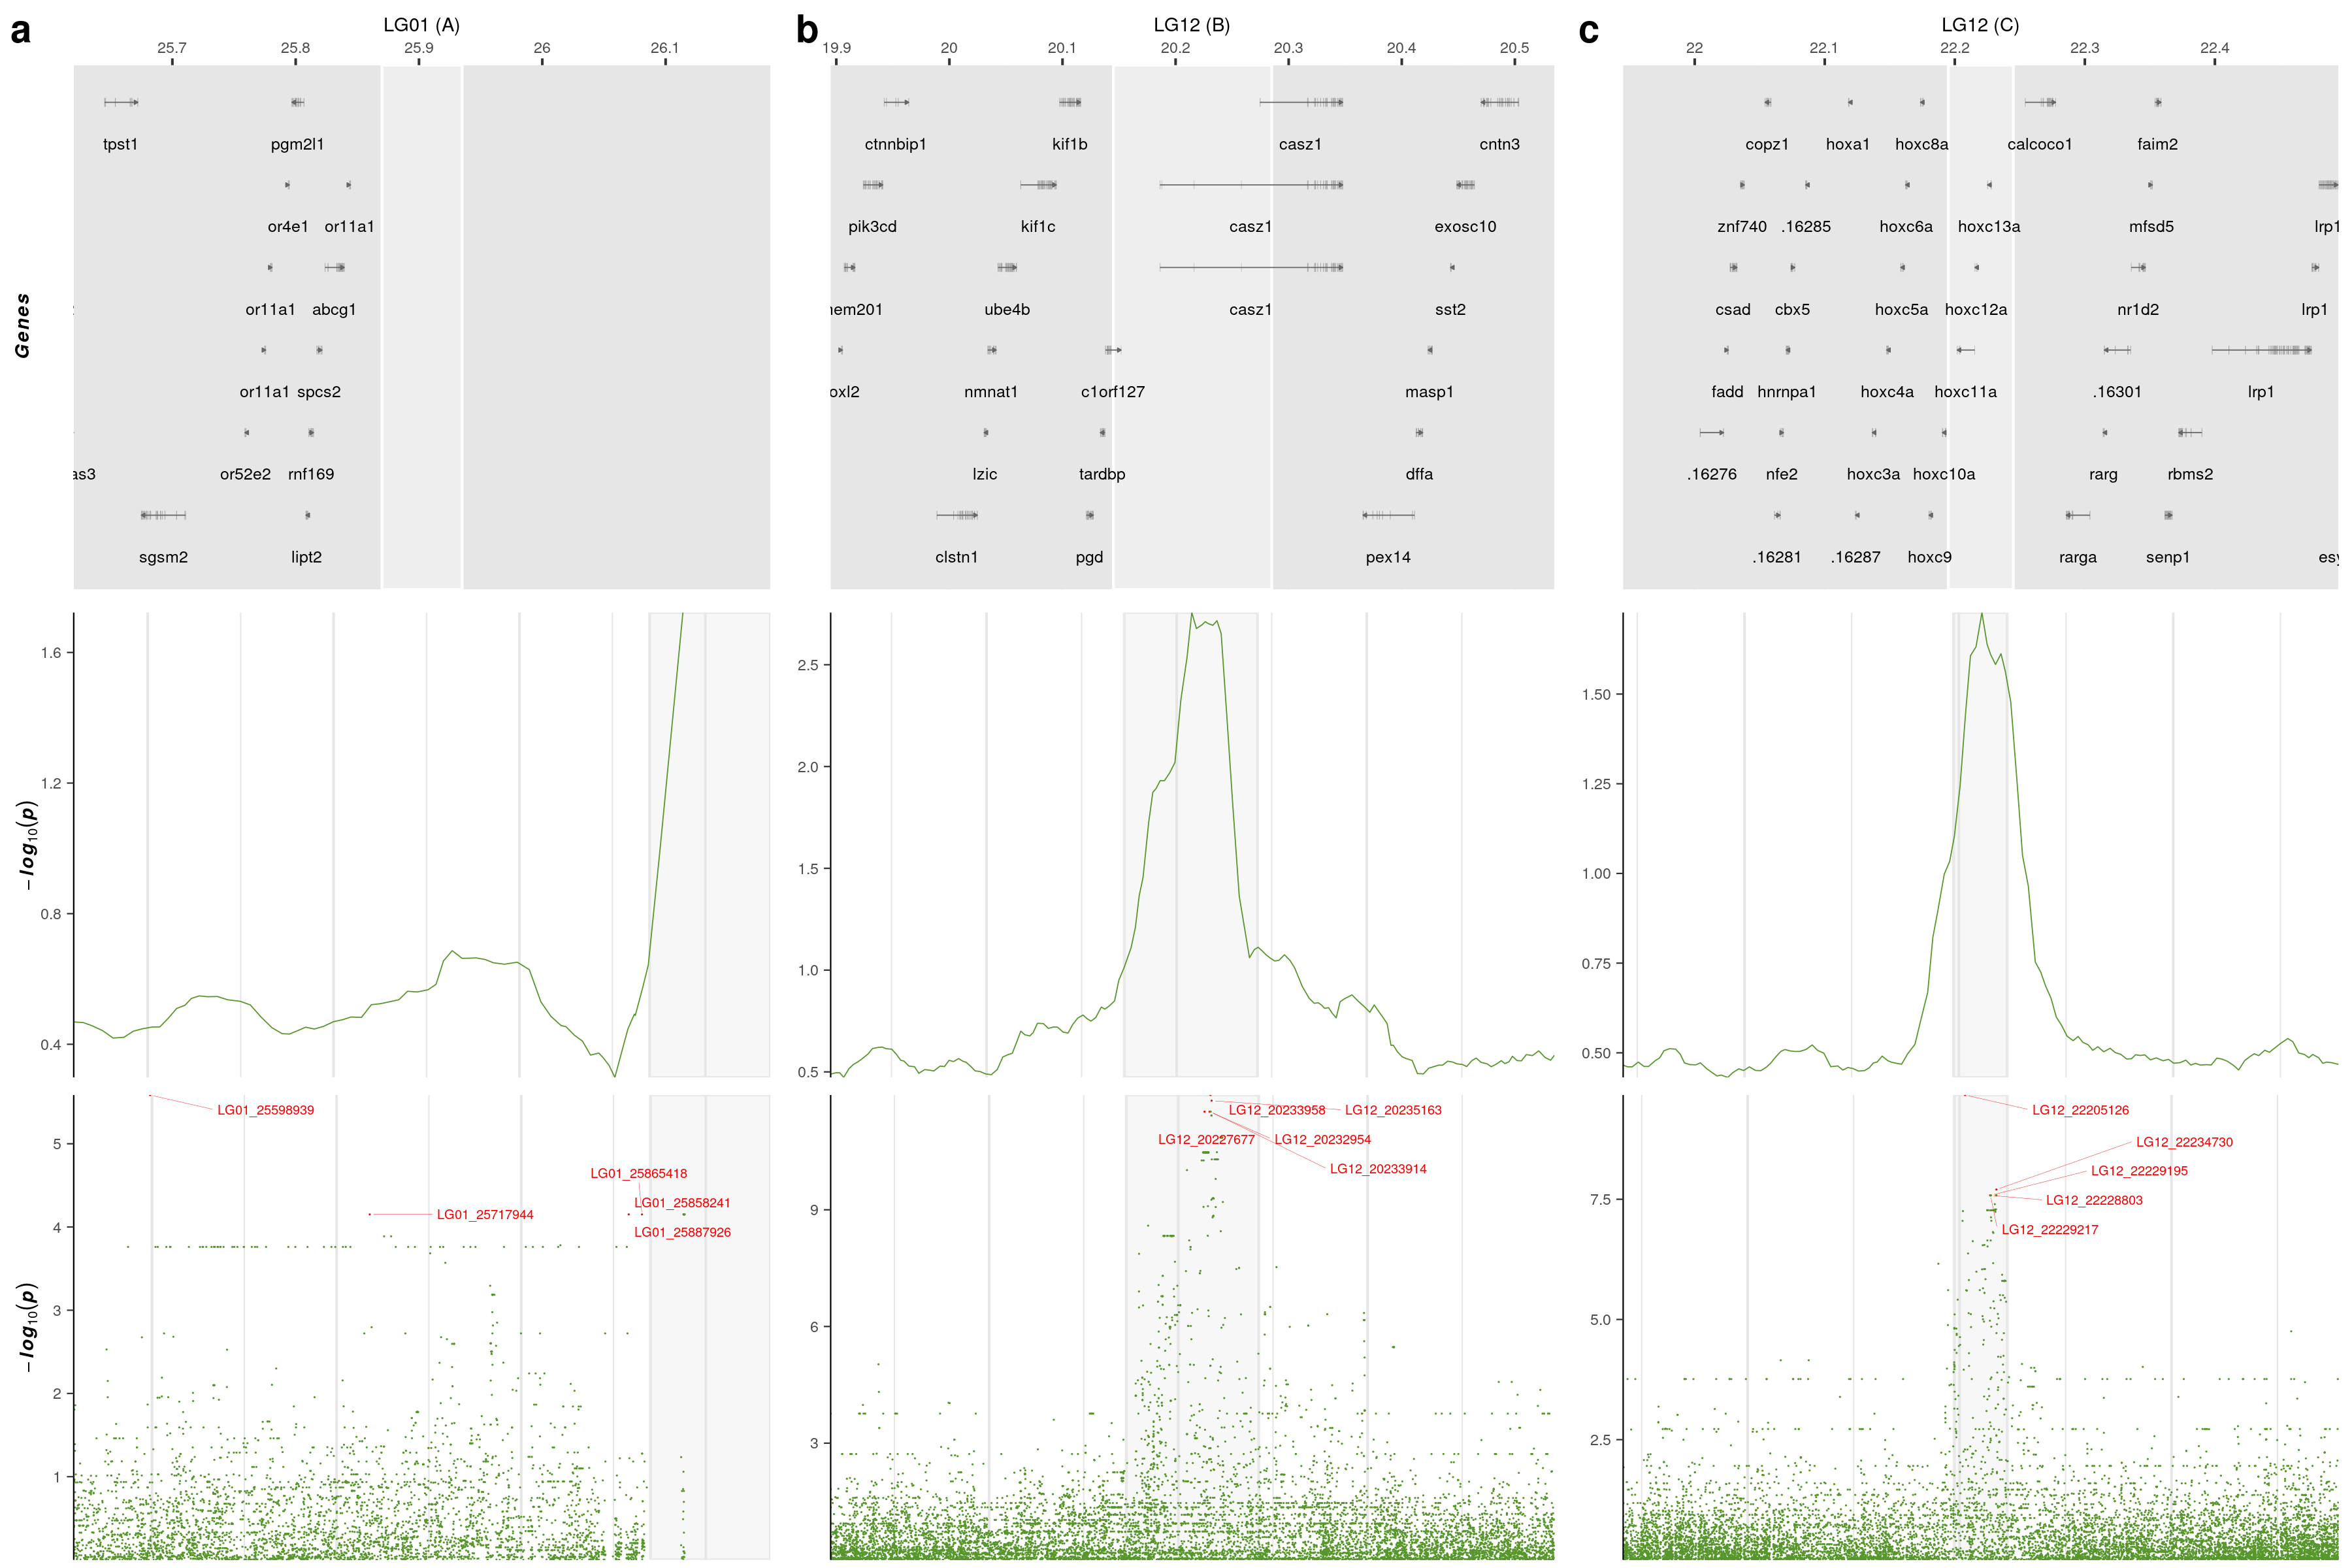 a LG01 (A) b LG12 (B) c LG12 (C)
25.7 25.8 25.9 26 26.1 19.9 20 20.1 20.2 20.3 20.4 20.5 22 22.1 22.2 22.3 22.4
tpst1 pgm2l1 ctnnbip1 kif1b casz1 cntn3 copz1 hoxa1 hoxc8a calcoco1 faim2
or4e1 or11a1 pik3cd kif1c casz1 exosc10 znf740 .16285 hoxc6a hoxc13a mfsd5 lrp1
or11a1 abcg1 nem201 ube4b casz1 sst2 csad cbx5 hoxc5a hoxc12a nr1d2 lrp1
Genes
or11a1 spcs2 oxl2 nmnat1 c1orf127 masp1 fadd hnrnpa1 hoxc4a hoxc11a .16301 lrp1
as3 or52e2 rnf169 lzic tardbp dffa .16276 nfe2 hoxc3a hoxc10a rarg rbms2
sgsm2 lipt2 clstn1 pgd pex14 .16281 .16287 hoxc9 rarga senp1 esy
−log10(p)
1.6
1.2
0.8
0.4
2.5
2.0
1.5
1.0
0.5
1.50
1.25
1.00
0.75
0.50
−log10(p)
5
4
3
2
1
LG01_25598939
LG01_25865418
LG01_25858241
LG01_25717944
LG01_25887926
9
6
3
LG12_20233958 LG12_20235163
LG12_20227677 LG12_20232954
LG12_20233914
7.5
5.0
2.5
LG12_22205126
LG12_22234730
LG12_22229195
LG12_22228803
LG12_22229217